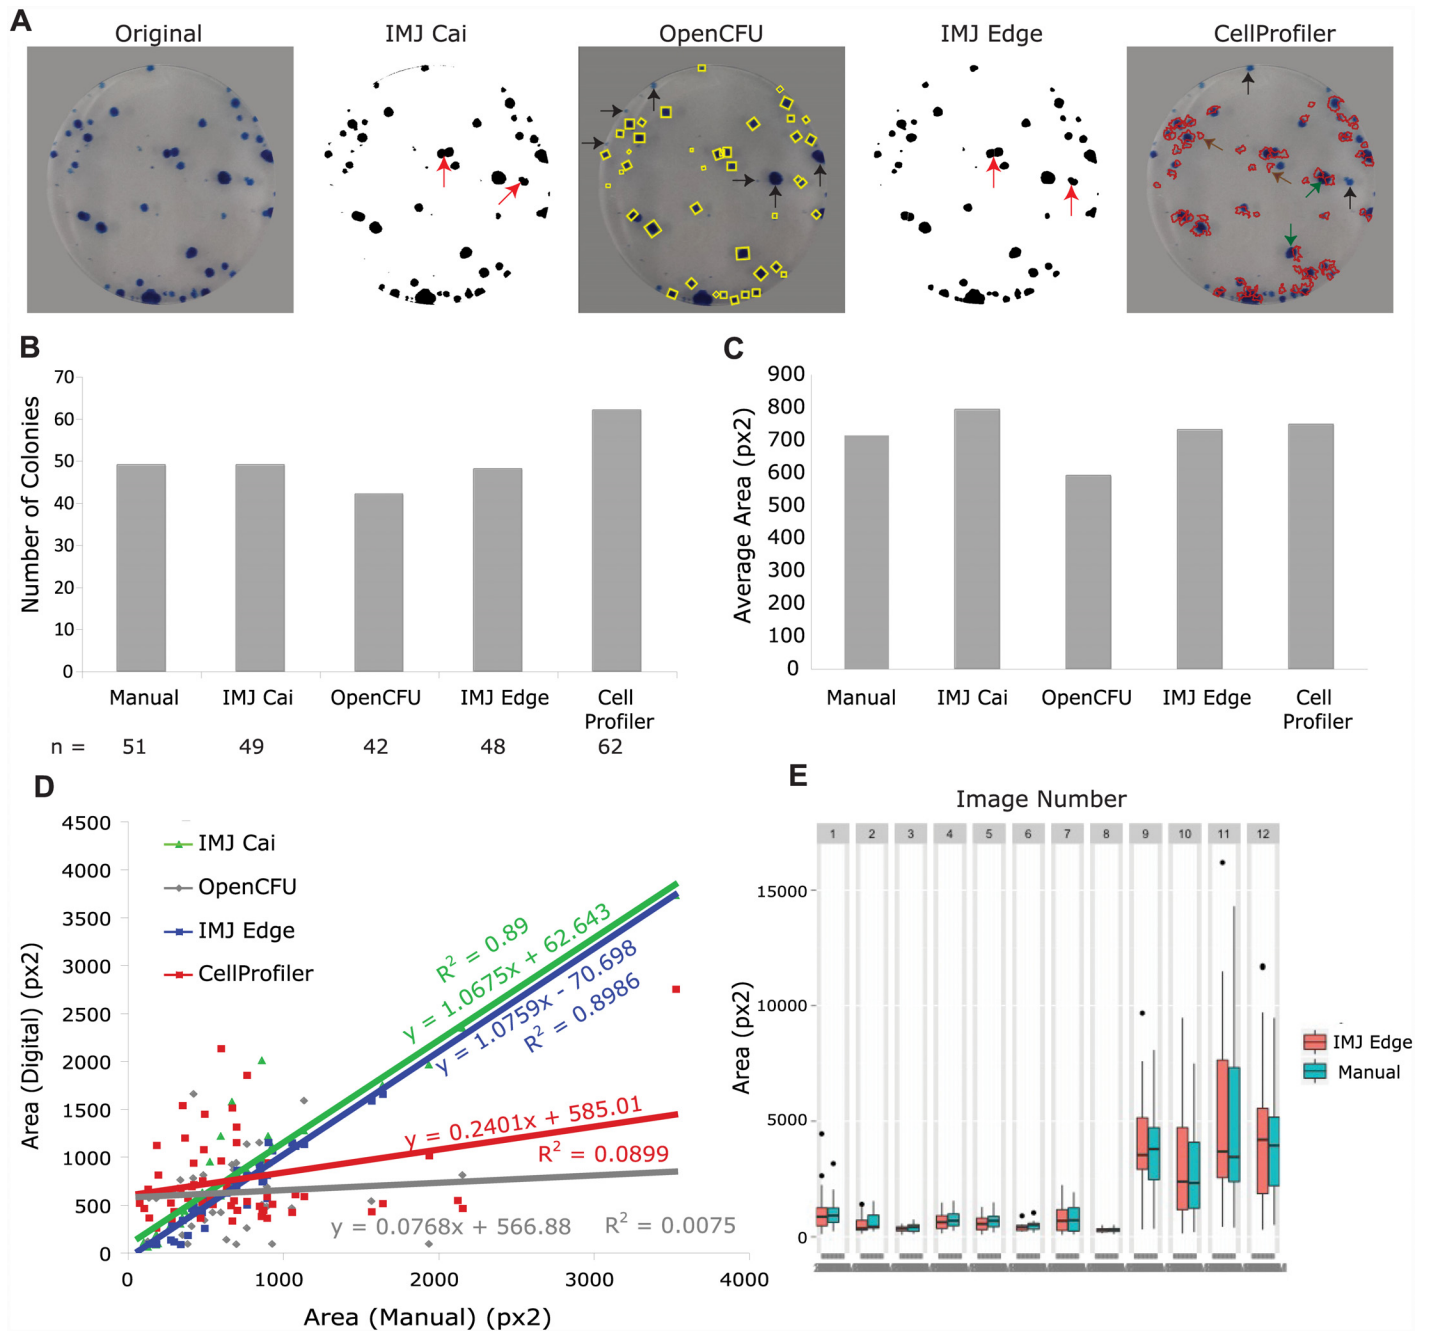 A
Original
IMJ Cai
OpenCFU
IMJ Edge
CellProfiler
B
Number of Colonies
70
60
50
40
30
20
10
0
Manual
IMJ Cai
OpenCFU
IMJ Edge
Cell
Profiler
n =
51
49
42
48
62
C
Average Area (px2)
900
800
700
600
500
400
300
200
100
0
Manual
IMJ Cai
OpenCFU
IMJ Edge
Cell
Profiler
D
Area (Digital) (px2)
4500
4000
3500
3000
2500
2000
1500
1000
500
0
IMJ Cai
OpenCFU
IMJ Edge
CellProfiler
R² = 0.89
y = 1.0675x + 62.643
y = 1.0759x - 70.698
R² = 0.8986
y = 0.2401x + 585.01
R² = 0.0899
y = 0.0768x + 566.88
R² = 0.0075
0
1000
2000
3000
4000
Area (Manual) (px2)
E
Image Number
1
2
3
4
5
6
7
8
9
10
11
12
Area (px2)
15000
10000
5000
0
IMJ Edge
Manual